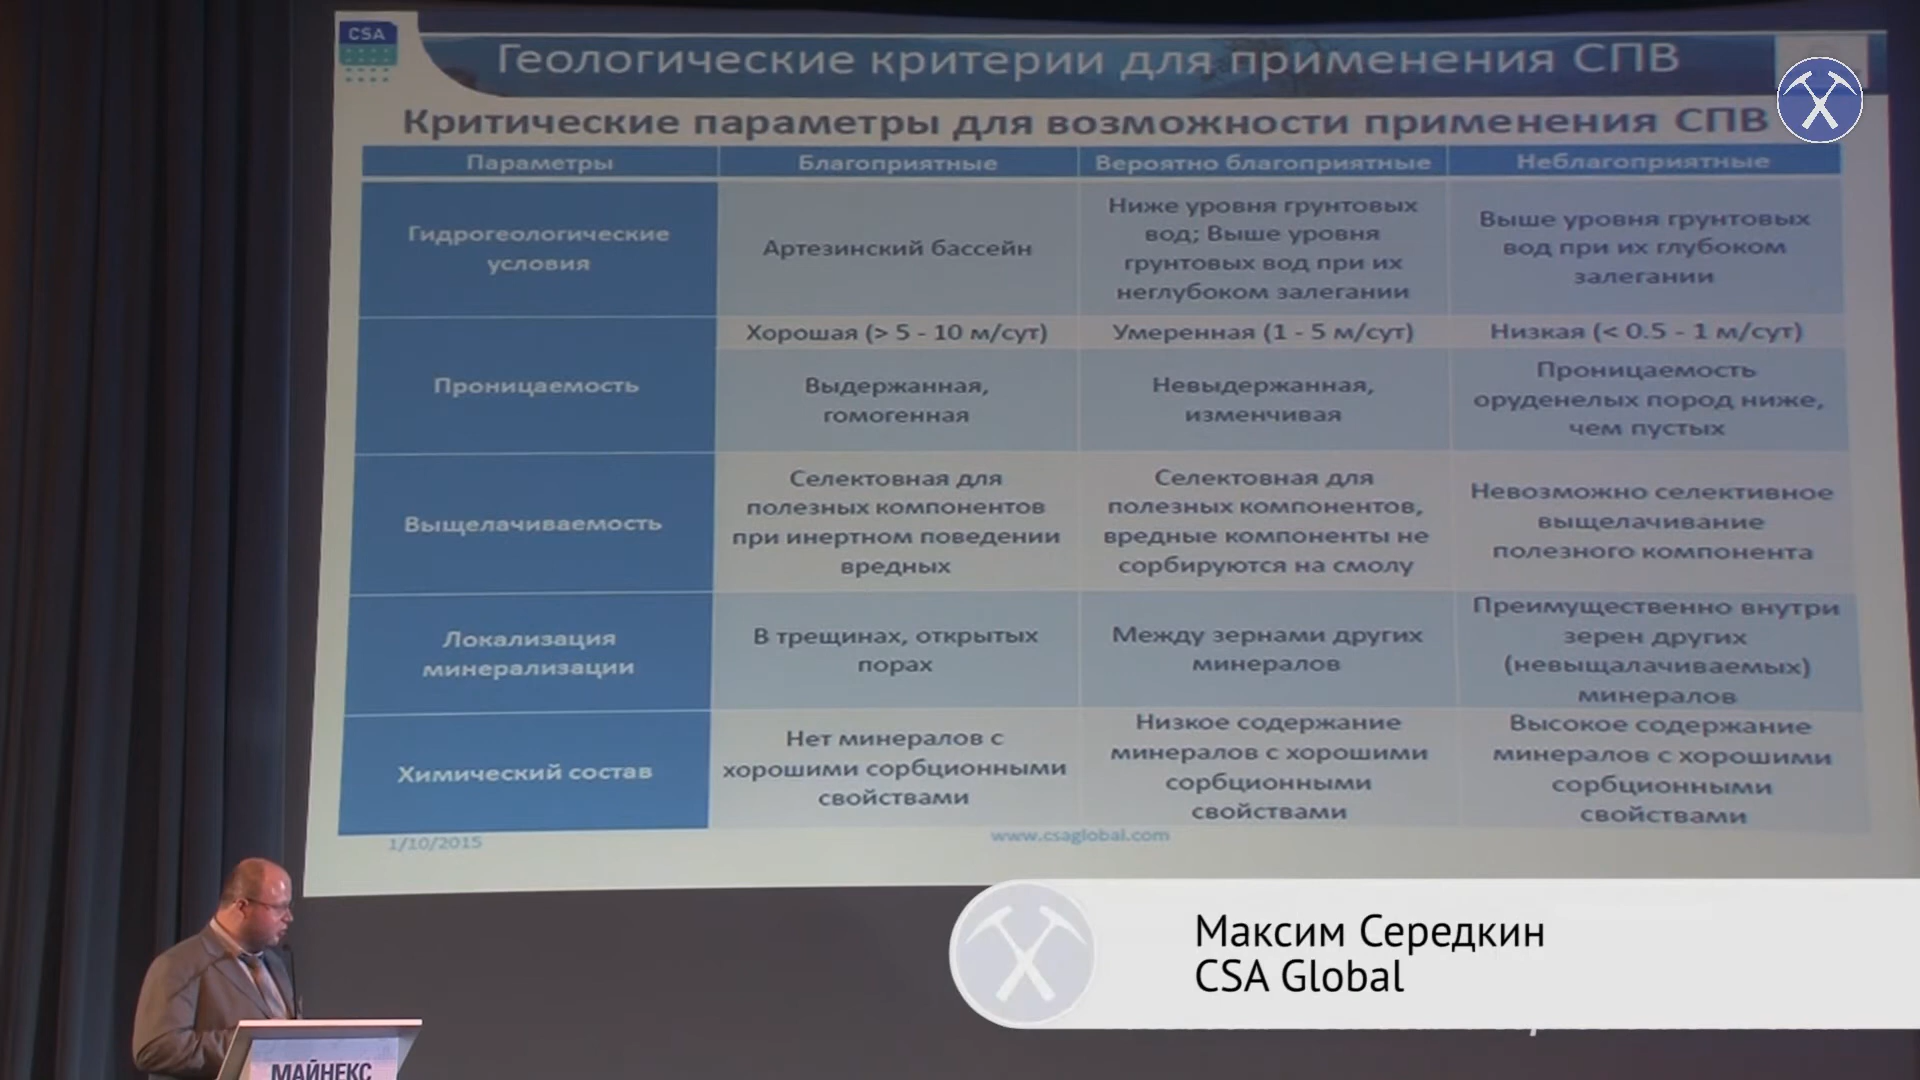 CSA
Геологические критерии для применения СПВ
Критические параметры для возможности применения СПВ
Параметры
Благоприятные
Вероятно благоприятные
Неблагоприятные
Гидрогеологические
условия
Артезинский бассейн
Ниже уровня грунтовых
вод; Выше уровня
грунтовых вод при их
неглубоком залегании
Выше уровня грунтовых
вод при их глубоком
залегании
Проницаемость
Хорошая (> 5 - 10 м/сут)
Умеренная (1 - 5 м/сут)
Низкая (< 0.5 - 1 м/сут)
Выдержанная,
гомогенная
Невыдержанная,
изменчивая
Проницаемость
оруденелых пород ниже,
чем пустых
Выщелачиваемость
Селектовная для
полезных компонентов
при инертном поведении
вредных
Селектовная для
полезных компонентов,
вредные компоненты не
сорбируются на смолу
Невозможно селективное
выщелачивание
полезного компонента
Локализация
минерализации
В трещинах, открытых
порах
Между зернами других
минералов
Преимущественно внутри
зерен других
(невыщалачиваемых)
минералов
Химический состав
Нет минералов с
хорошими сорбционными
свойствами
Низкое содержание
минералов с хорошими
сорбционными
свойствами
Высокое содержание
минералов с хорошими
сорбционными
свойствами
1/10/2015
www.csaglobal.com
Максим Середкин
CSA Global
МАЙНЕКС